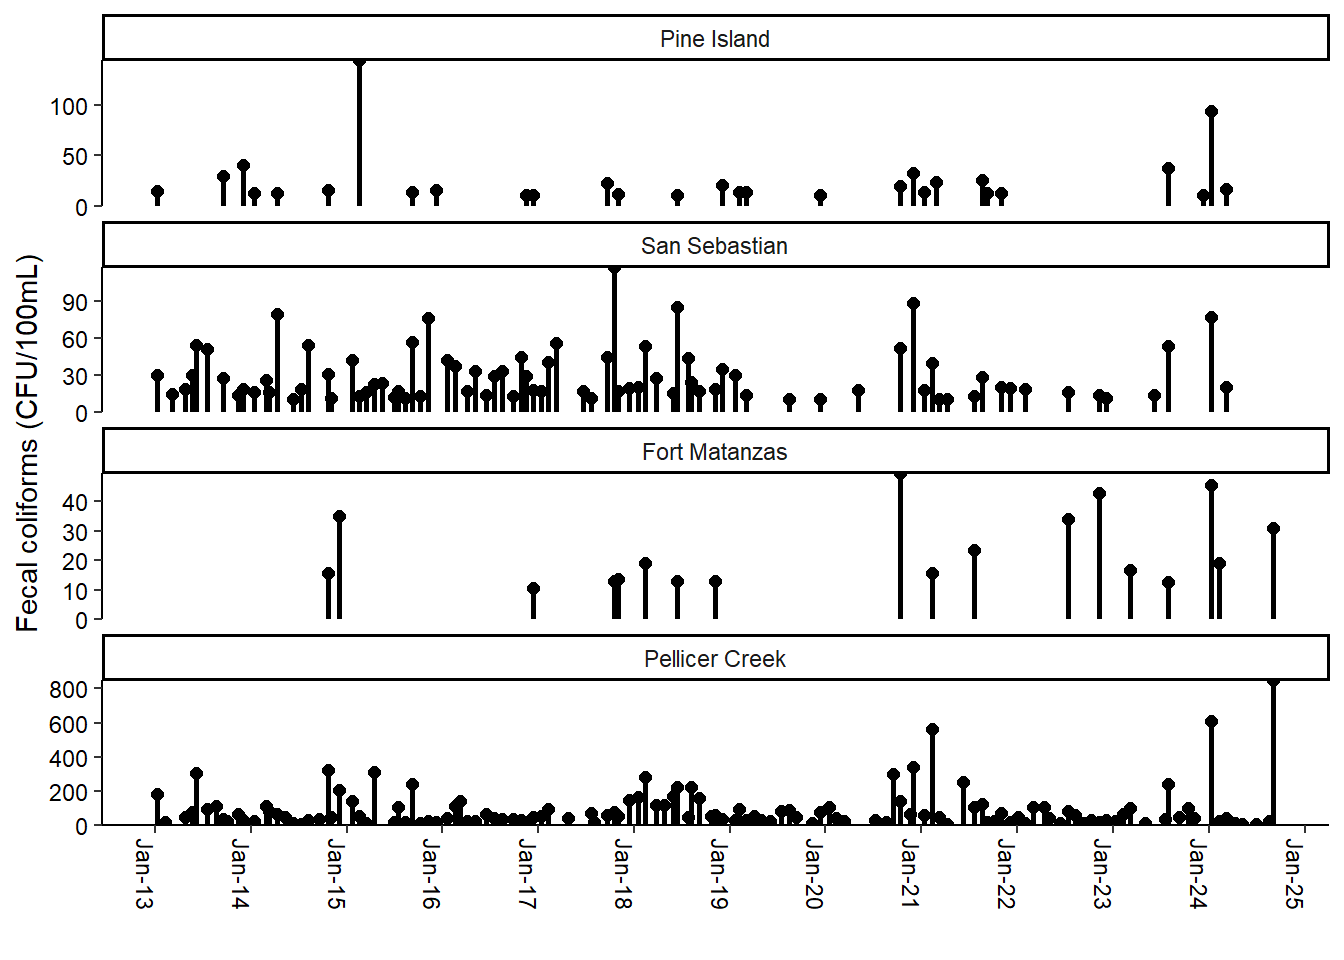 Pine Island
100
50
0
San Sebastian
90
60
30
0
Fort Matanzas
40
30
20
10
0
Pellicer Creek
800
600
400
200
0
Fecal coliforms (CFU/100mL)
Jan-13
Jan-14
Jan-15
Jan-16
Jan-17
Jan-18
Jan-19
Jan-20
Jan-21
Jan-22
Jan-23
Jan-24
Jan-25